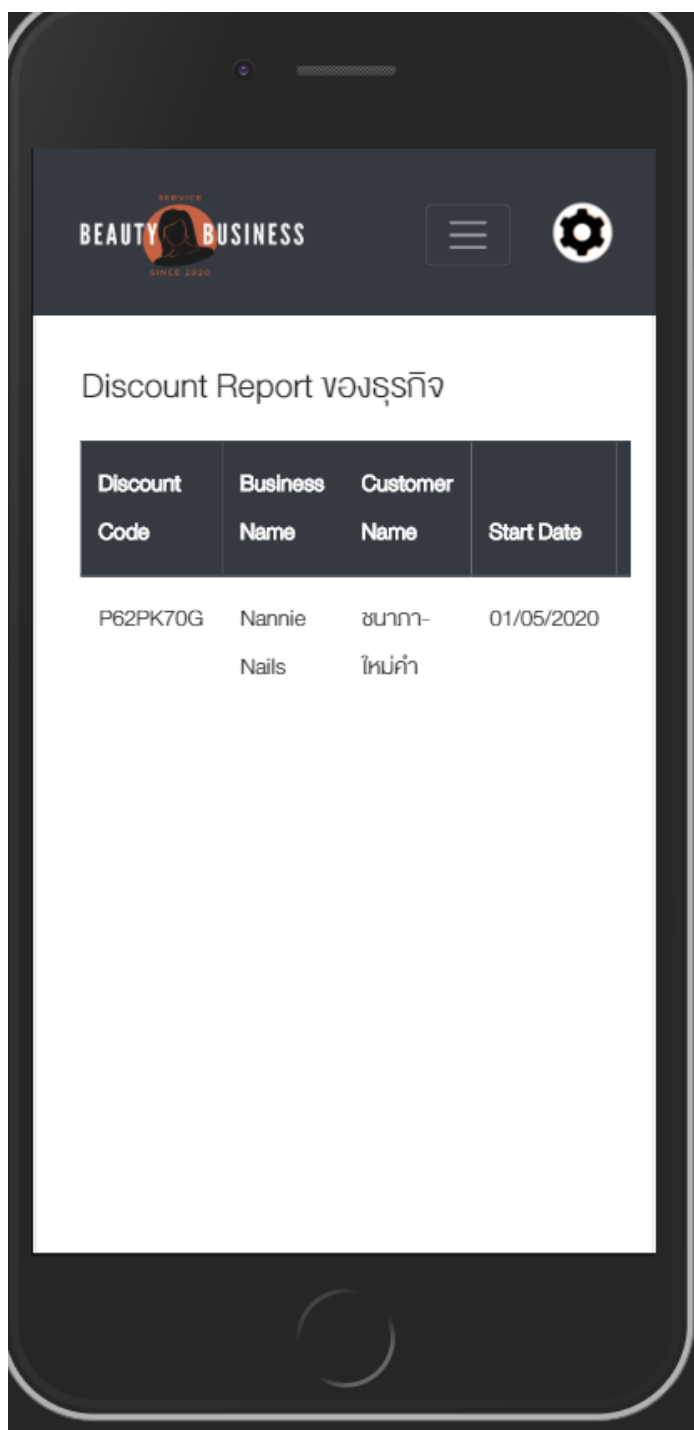 SERVICE
BEAUTY BUSINESS
SINCE 2020
Discount Report ของธุรกิจ
Discount Code
Business Name
Customer Name
Start Date
P62PK70G
Nannie Nails
ชนาภา-ใหม่คำ
01/05/2020